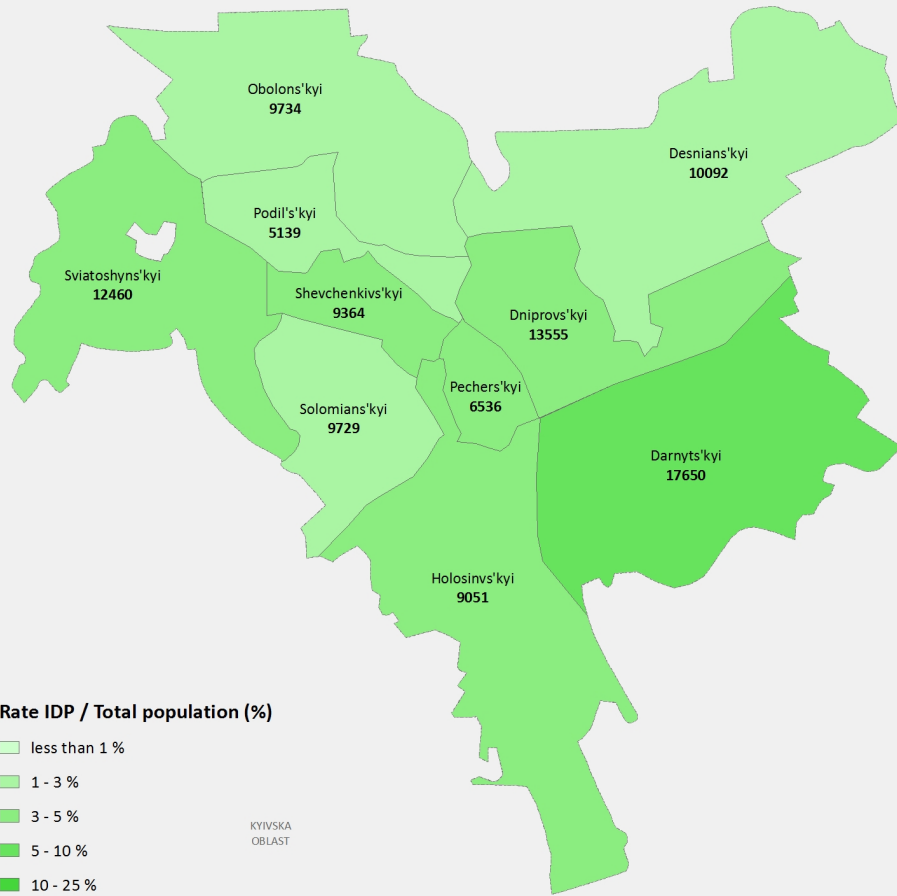 Obolons'kyi
9734
Desnians'kyi
10092
Podil's'kyi
5139
Sviatoshyns'kyi
12460
Shevchenkivs'kyi
9364
Dniprovs'kyi
13555
Pechers'kyi
6536
Solomians'kyi
9729
Darnyts'kyi
17650
Holosinvs'kyi
9051
Rate IDP / Total population (%)
less than 1 %
1 - 3 %
3 - 5 %
5 - 10 %
10 - 25 %
KYIVSKA
OBLAST